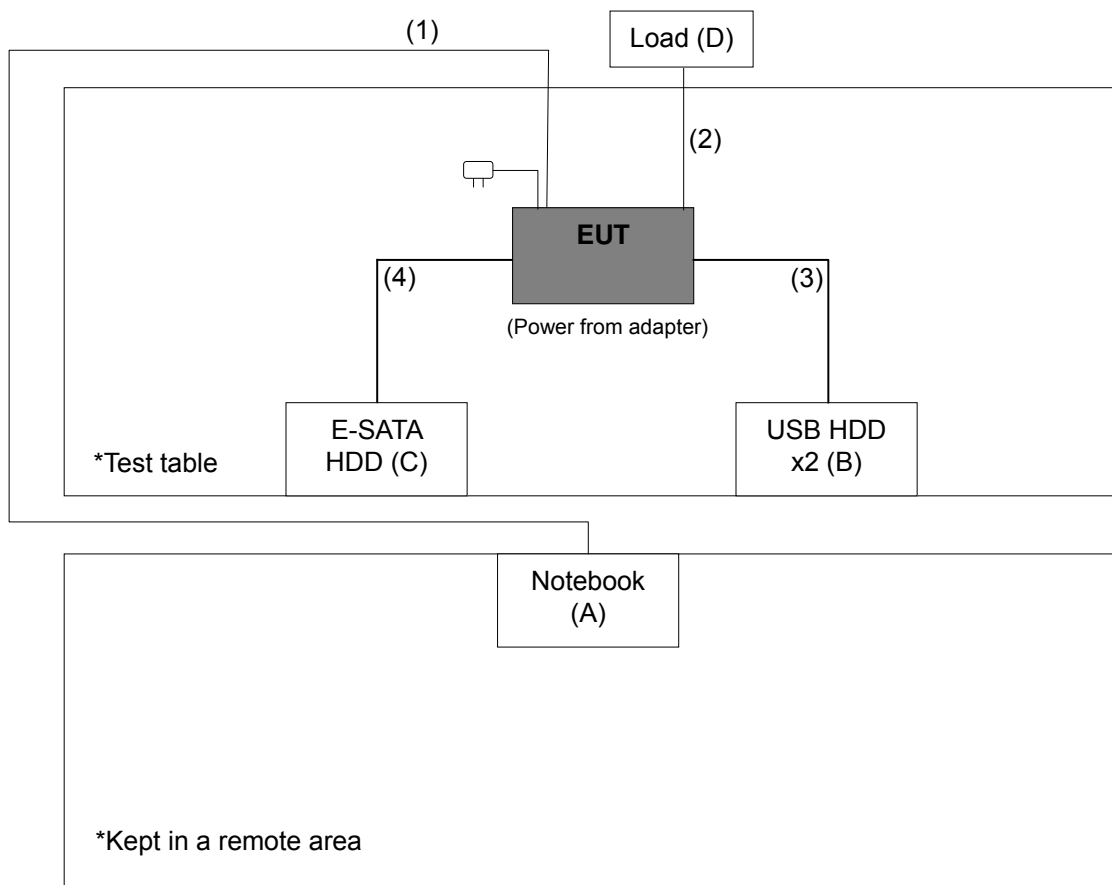 (1)
Load (D)
(2)
EUT
(4)
(3)
(Power from adapter)
E-SATA
HDD (C)
USB HDD
x2 (B)
*Test table
Notebook
(A)
*Kept in a remote area